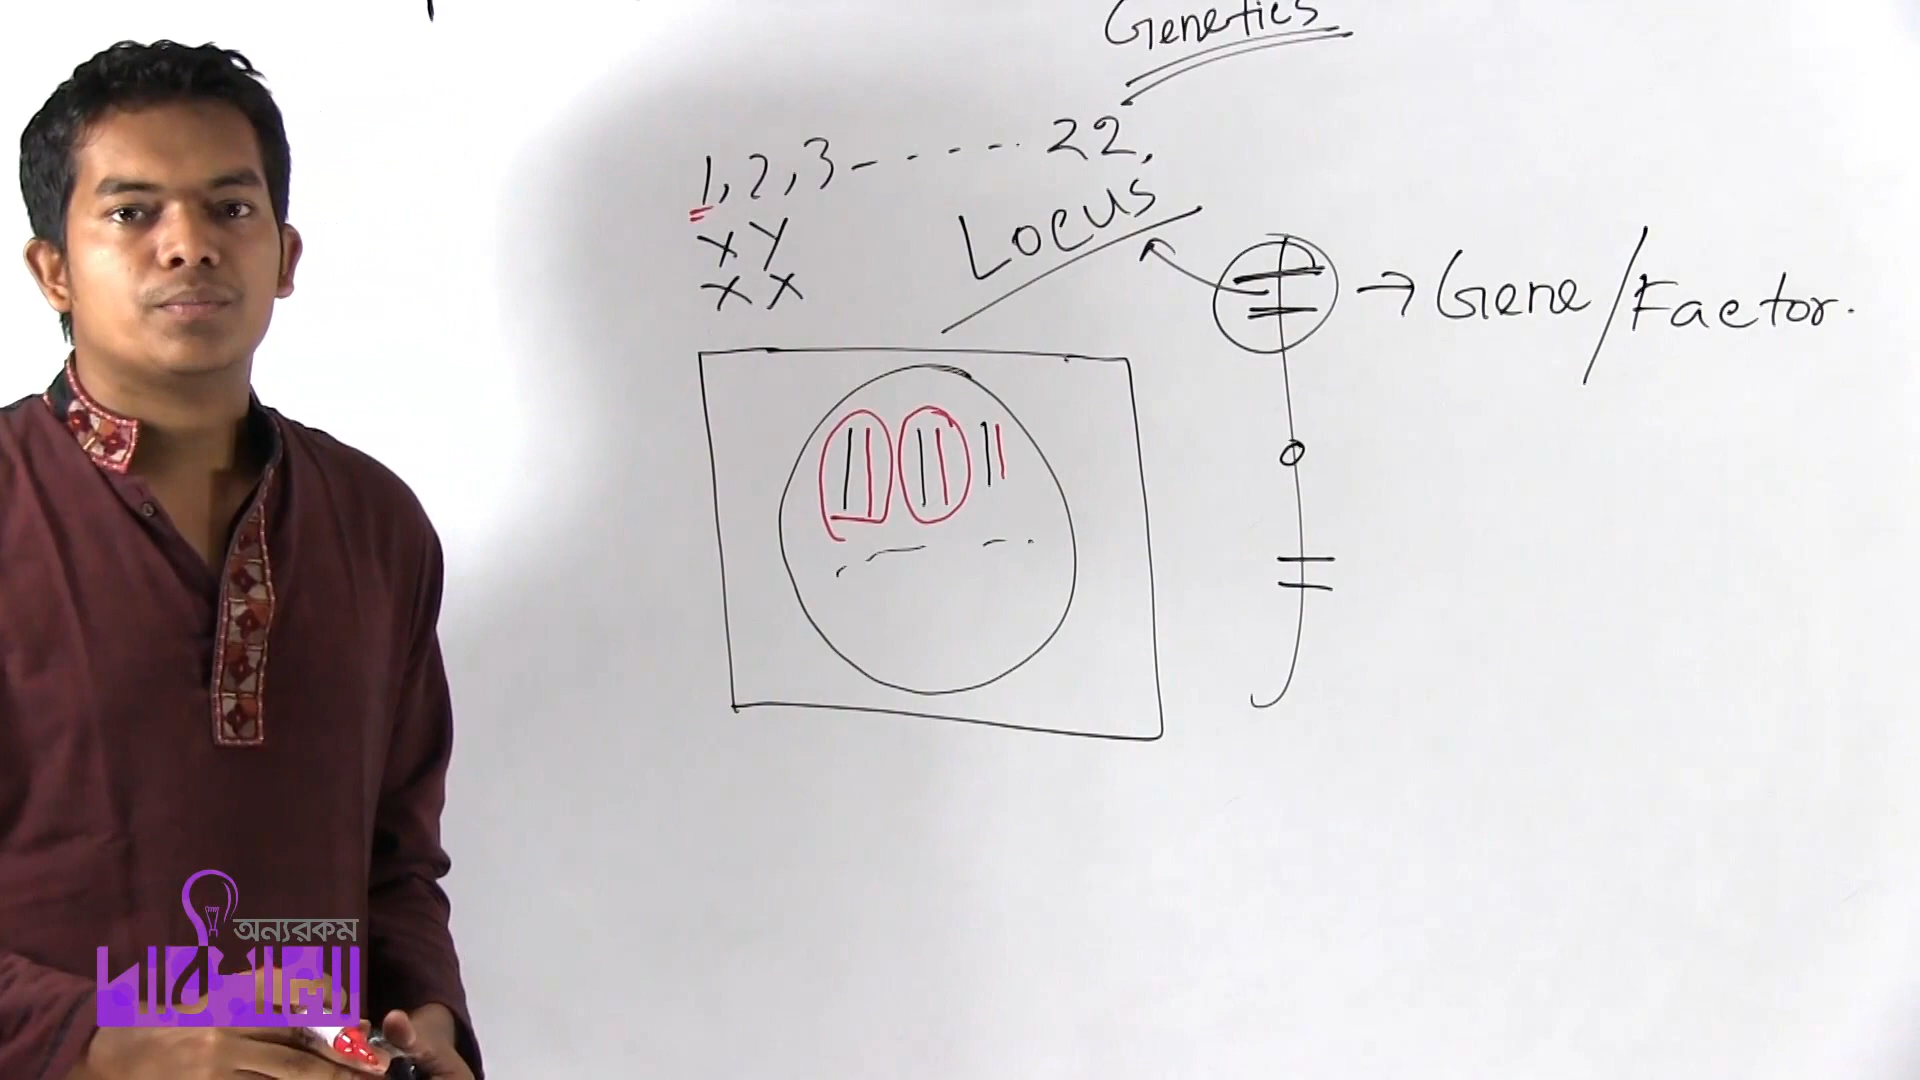 Genetics
1, 2, 3 - - - - - - 22,
XY
XX
Locus
→ Gene/Factor.
অন্যরকম
পাঠশালা